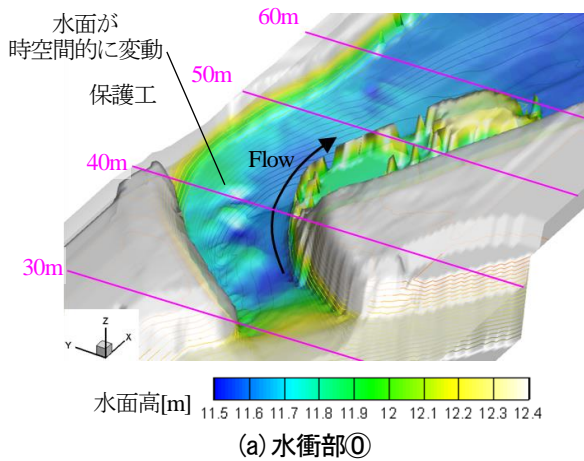 水面が
時空間的に変動
保護工
60m
50m
Flow
40m
30m
Z
Y
X
水面高[m]
11.5 11.6 11.7 11.8 11.9 12 12.1 12.2 12.3 12.4
(a) 水衝部⓪